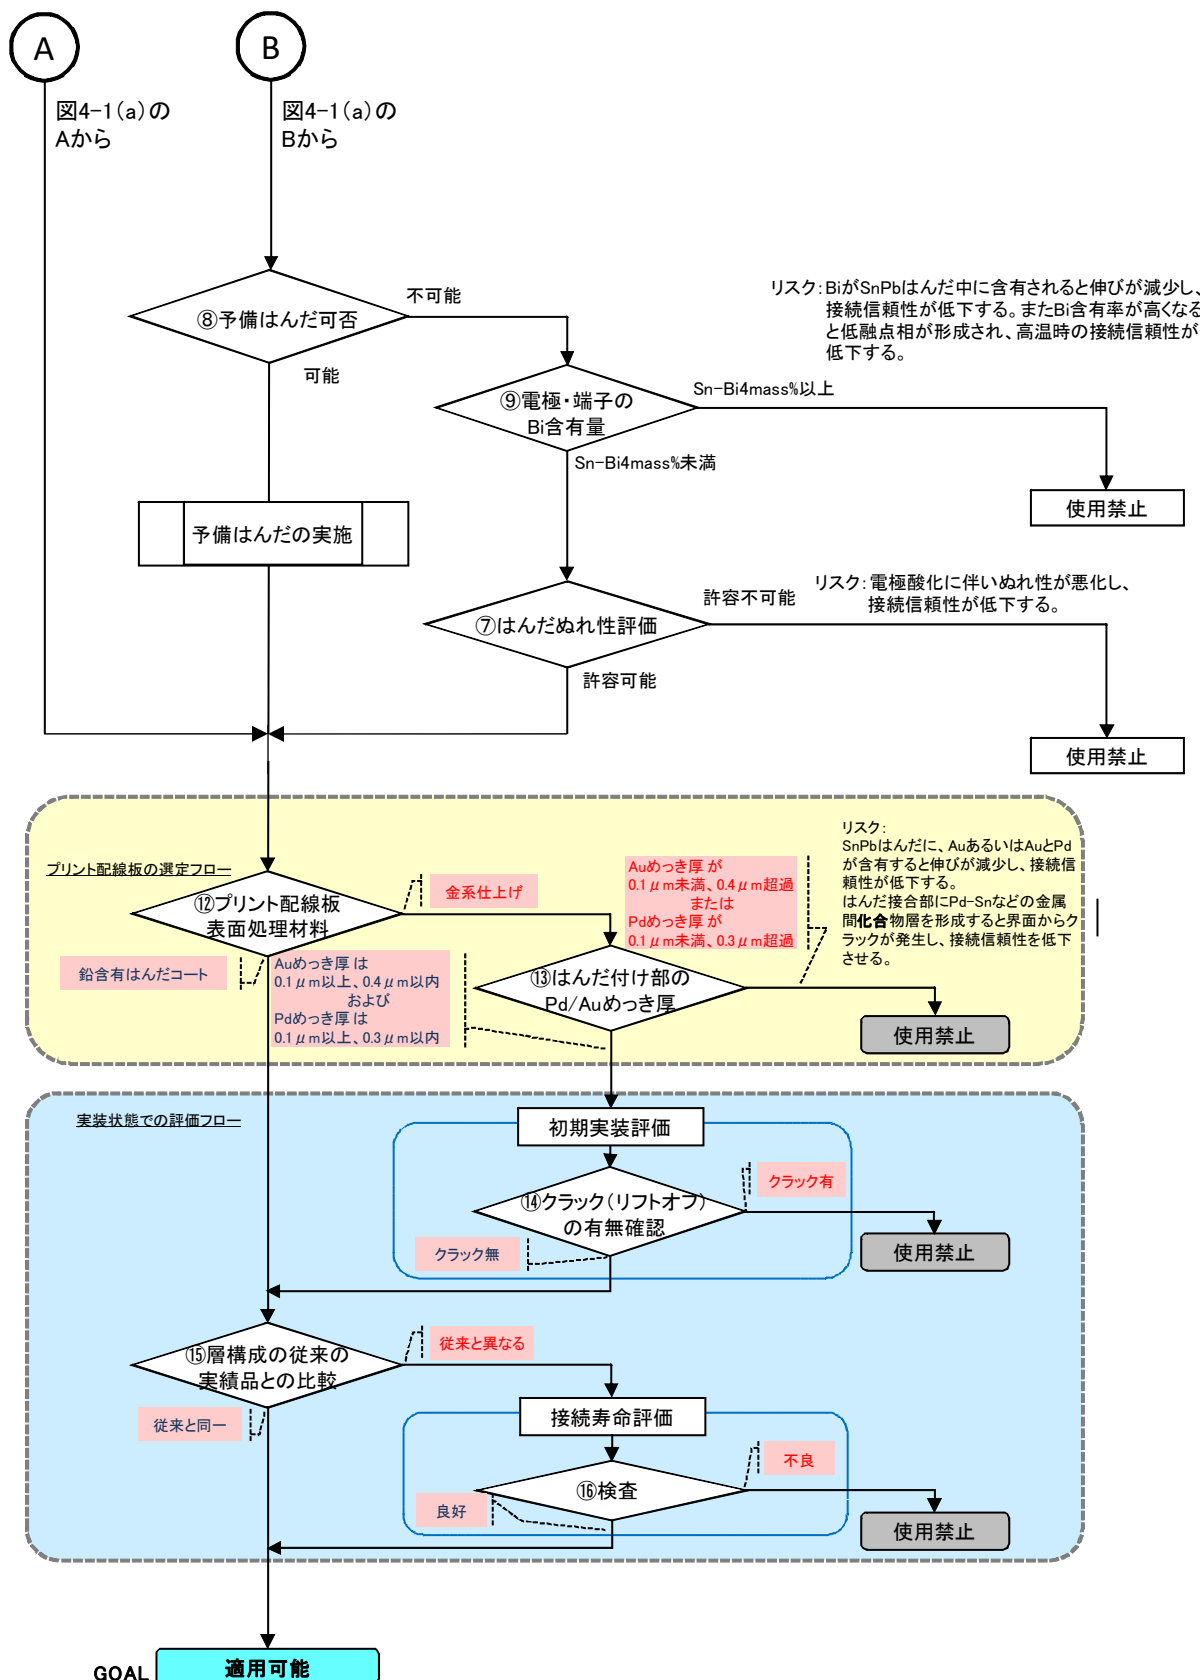 A
B
図4-1(a)の
Aから
図4-1(a)の
Bから
⑧予備はんだ可否
不可能
可能
リスク:BiがSnPbはんだ中に含有されると伸びが減少し、
接続信頼性が低下する。またBi含有率が高くなる
と低融点相が形成され、高温時の接続信頼性が
低下する。
⑨電極・端子の
Bi含有量
Sn-Bi4mass%以上
Sn-Bi4mass%未満
使用禁止
予備はんだの実施
⑦はんだぬれ性評価
許容不可能
許容可能
リスク:電極酸化に伴いぬれ性が悪化し、
接続信頼性が低下する。
使用禁止
プリント配線板の選定フロー
⑫プリント配線板
表面処理材料
金系仕上げ
鉛含有はんだコート
Auめっき厚 が
0.1μm未満、0.4μm超過
または
Pdめっき厚 が
0.1μm未満、0.3μm超過
リスク:
SnPbはんだに、AuあるいはAuとPd
が含有すると伸びが減少し、接続信
頼性が低下する。
はんだ接合部にPd-Snなどの金属
間化合物層を形成すると界面からク
ラックが発生し、接続信頼性を低下
させる。
Auめっき厚 は
0.1μm以上、0.4μm以内
および
Pdめっき厚 は
0.1μm以上、0.3μm以内
⑬はんだ付け部の
Pd/Auめっき厚
使用禁止
実装状態での評価フロー
初期実装評価
⑭クラック(リフトオフ)
の有無確認
クラック有
クラック無
使用禁止
⑮層構成の従来の
実績品との比較
従来と異なる
従来と同一
接続寿命評価
⑯検査
不良
良好
使用禁止
GOAL
適用可能